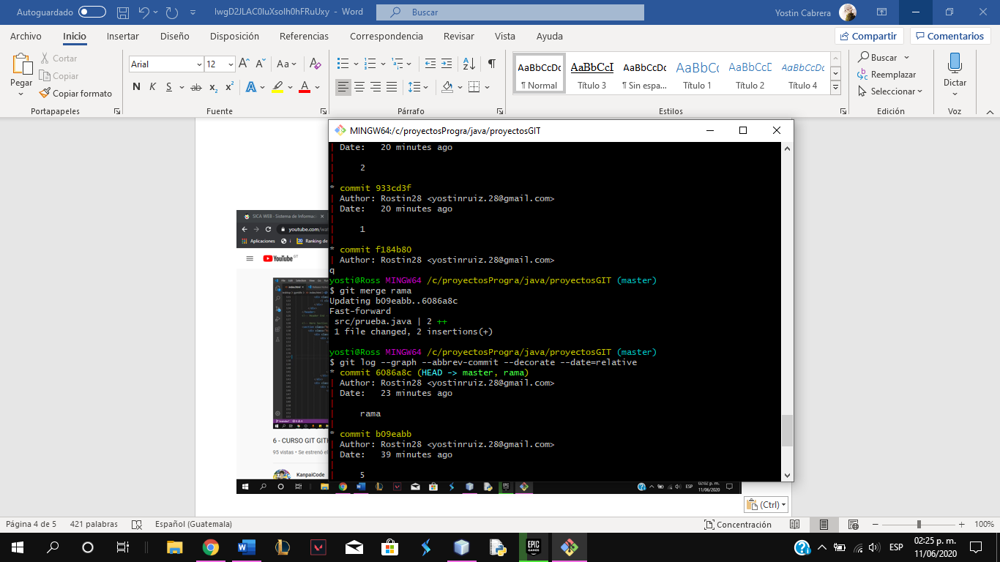 Autoguardado
lwgD2JLAC0IuXsoIh0hFRuUxy - Word
Buscar
Yostin Cabrera
Archivo
Inicio
Insertar
Diseño
Disposición
Referencias
Correspondencia
Revisar
Vista
Ayuda
Compartir
Comentarios
Pegar
Cortar
Copiar
Copiar formato
Portapapeles
Arial
12
Fuente
Párrafo
AaBbCcDc
¶ Normal
AaBbCcI
Título 3
AaBbCcDc
¶ Sin espa...
AaBbCc
Título 1
AaBbCcE
Título 2
AaBbCcDc
Título 4
Estilos
Buscar
Reemplazar
Seleccionar
Edición
Dictar
Voz
MINGW64:/c/proyectosProgra/java/proyectosGIT
Date: 20 minutes ago
2
* commit 933cd3f
| Author: Rostin28 <yostinruiz.28@gmail.com>
| Date: 20 minutes ago
1
* commit f184b80
| Author: Rostin28 <yostinruiz.28@gmail.com>
q
yosti@Ross MINGW64 /c/proyectosProgra/java/proyectosGIT (master)
$ git merge rama
Updating b09eabb..6086a8c
Fast-forward
src/prueba.java | 2 ++
1 file changed, 2 insertions(+)
yosti@Ross MINGW64 /c/proyectosProgra/java/proyectosGIT (master)
$ git log --graph --abbrev-commit --decorate --date=relative
* commit 6086a8c (HEAD -> master, rama)
| Author: Rostin28 <yostinruiz.28@gmail.com>
| Date: 23 minutes ago
rama
* commit b09eabb
| Author: Rostin28 <yostinruiz.28@gmail.com>
| Date: 39 minutes ago
5
SICA WEB - Sistema de Informac
youtube.com/wat
Aplicaciones
Ranking de
YouTube
GT
6 - CURSO GIT GITH
95 vistas • Se estrenó el
KanpaiCode
ESP
02:02 p. m.
11/06/2020
(Ctrl)
Página 4 de 5
421 palabras
Español (Guatemala)
Concentración
100%
EPIC GAMES
ESP
02:25 p. m.
11/06/2020